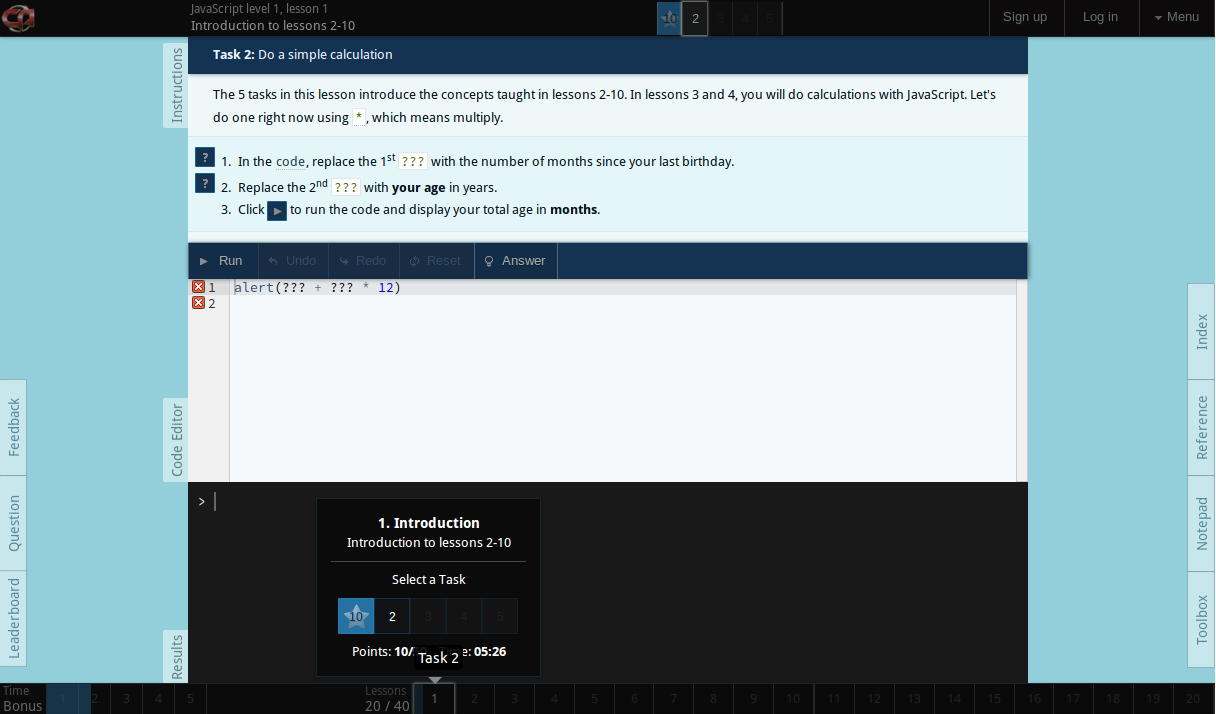 JavaScript level 1, lesson 1
Introduction to lessons 2-10
10 2 3 4 5
Sign up
Log in
Menu
Task 2: Do a simple calculation
Instructions
The 5 tasks in this lesson introduce the concepts taught in lessons 2-10. In lessons 3 and 4, you will do calculations with JavaScript. Let's
do one right now using *, which means multiply.
? 1. In the code, replace the 1st ??? with the number of months since your last birthday.
? 2. Replace the 2nd ??? with your age in years.
3. Click ▶ to run the code and display your total age in months.
Run Undo Redo Reset Answer
1 alert(??? + ??? * 12)
2
Code Editor
Feedback
Question
Leaderboard
Index
Reference
Notepad
Toolbox
Results
>
1. Introduction
Introduction to lessons 2-10
Select a Task
10 2 3 4 5
Points: 10/ e: 05:26
Task 2
Time
Bonus
1 2 3 4 5
Lessons
20 / 40
1 2 3 4 5 6 7 8 9 10 11 12 13 14 15 16 17 18 19 20